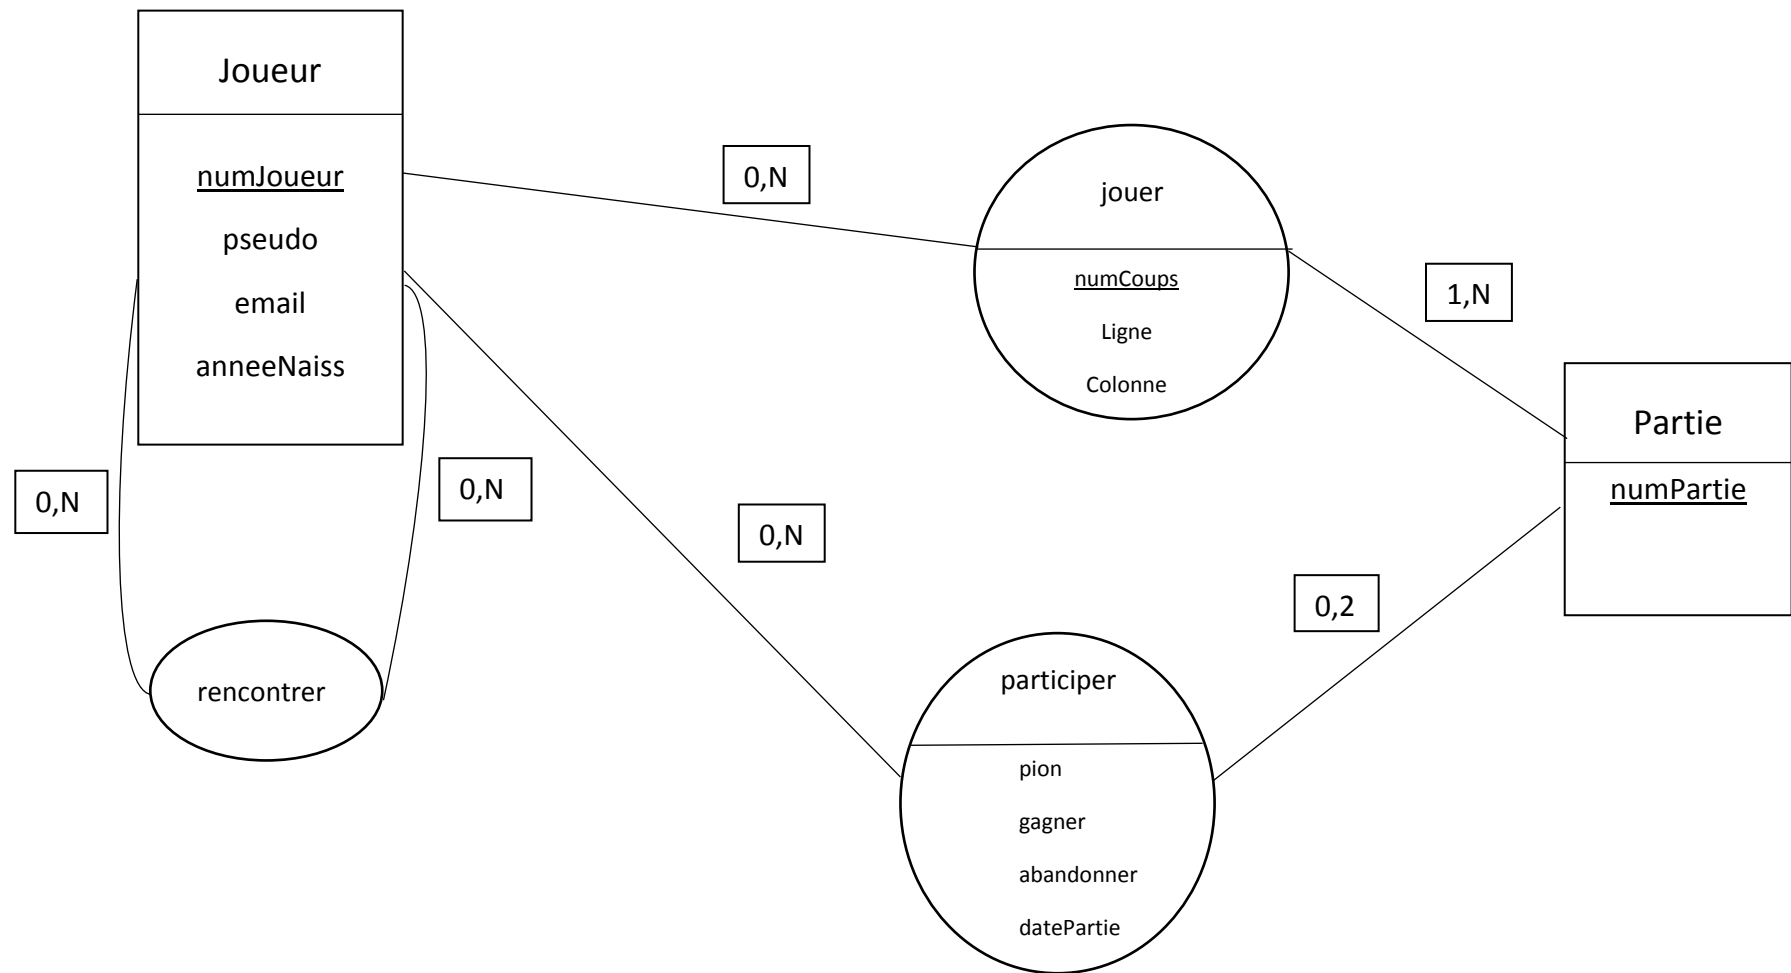 Joueur
numJoueur
pseudo
email
anneeNaiss
0,N
jouer
numCoups
Ligne
Colonne
1,N
Partie
numPartie
0,N
0,N
0,N
0,2
rencontrer
participer
pion
gagner
abandonner
datePartie